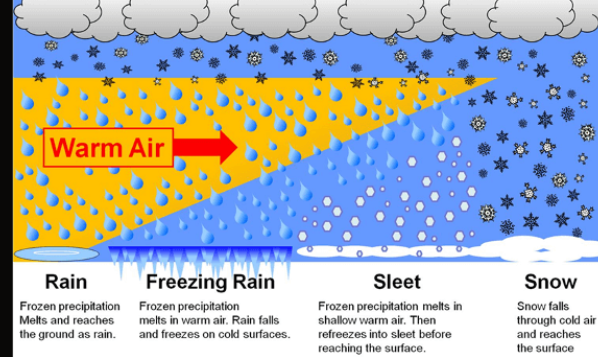 Warm Air
Rain
Frozen precipitation
Melts and reaches
the ground as rain.
Freezing Rain
Frozen precipitation
melts in warm air. Rain falls
and freezes on cold surfaces.
Sleet
Frozen precipitation melts in
shallow warm air. Then
refreezes into sleet before
reaching the surface.
Snow
Snow falls
through cold air
and reaches
the surface